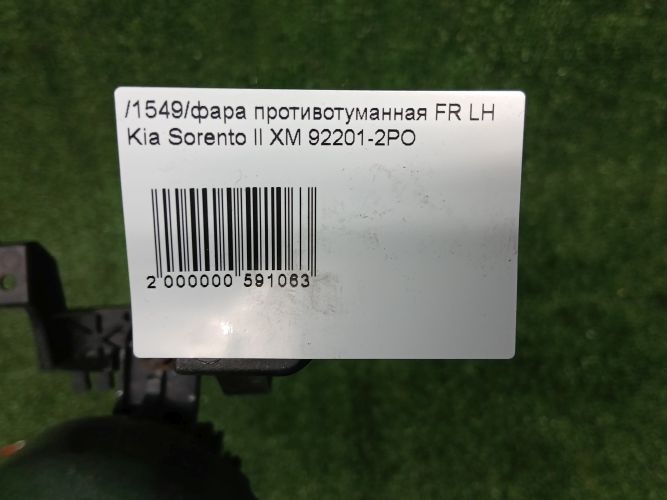 /1549/фара противотуманная FR LH
Kia Sorento II XM 92201-2PO
2 000000 591063